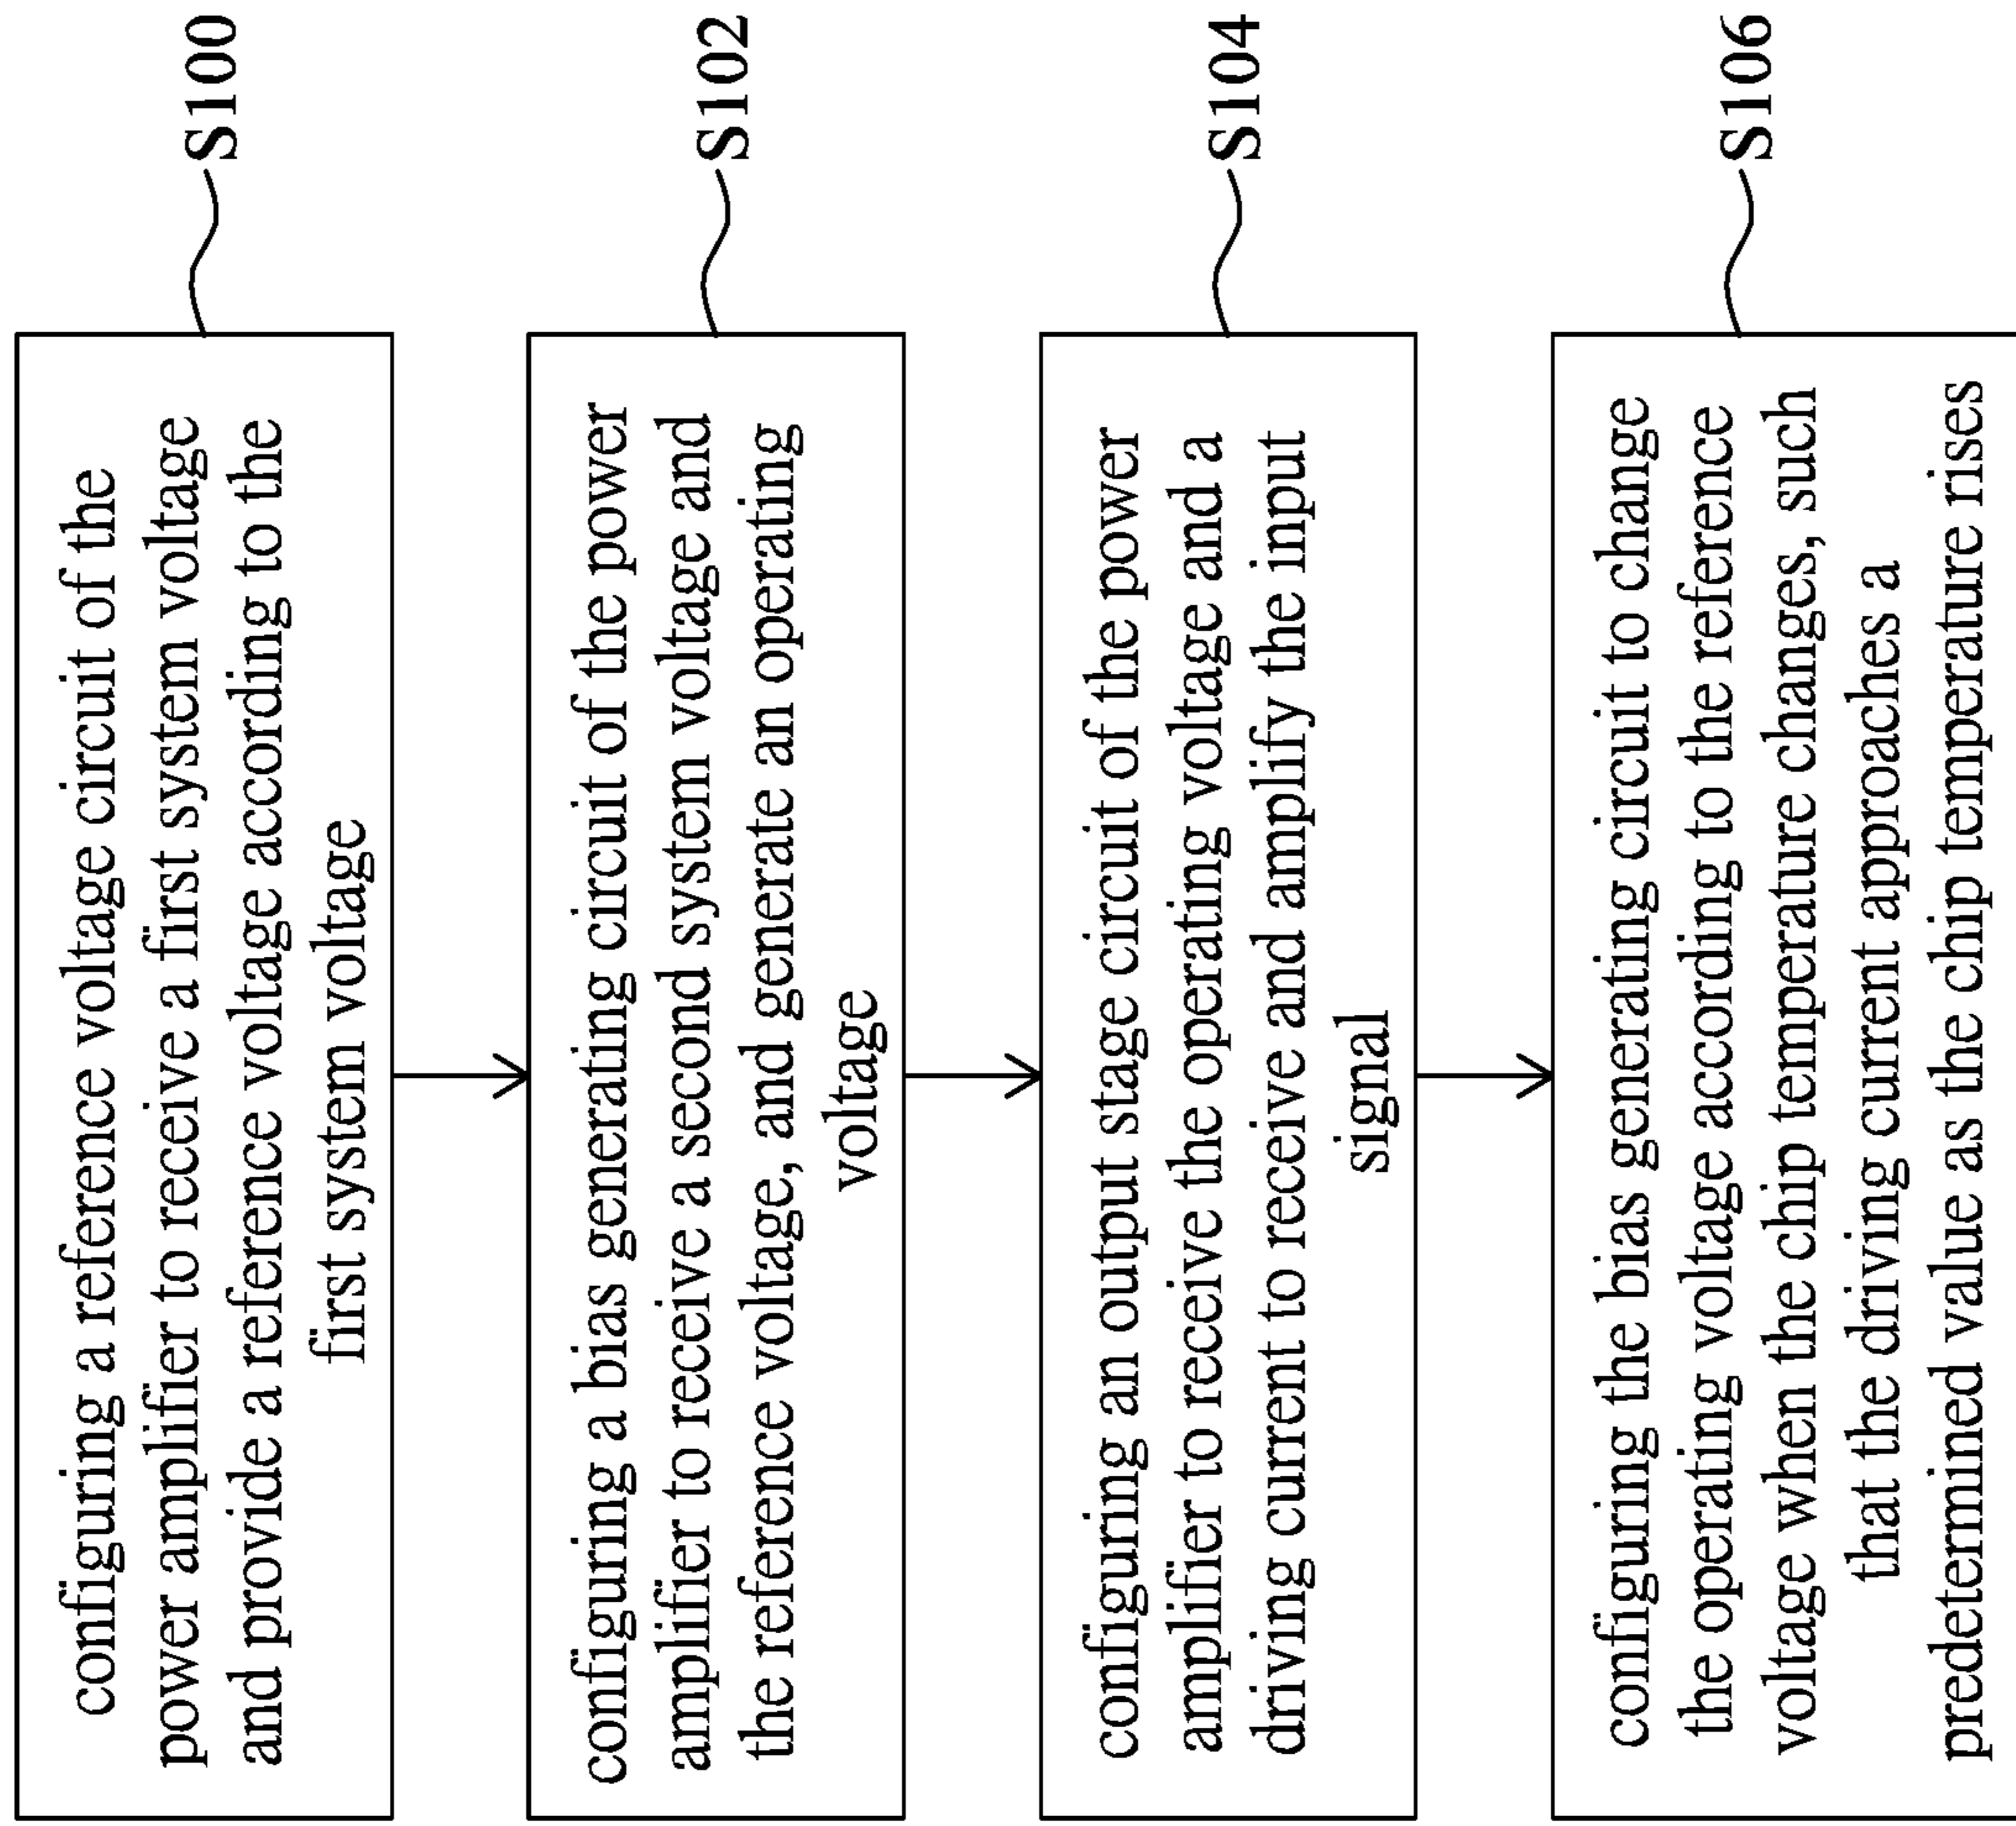 configuring a reference voltage circuit of the
power amplifier to receive a first system voltage
and provide a reference voltage according to the
first system voltage
S100
configuring a bias generating circuit of the power
amplifier to receive a second system voltage and
the reference voltage, and generate an operating
voltage
S102
configuring an output stage circuit of the power
amplifier to receive the operating voltage and a
driving current to receive and amplify the input
signal
S104
configuring the bias generating circuit to change
the operating voltage according to the reference
voltage when the chip temperature changes, such
that the driving current approaches a
predetermined value as the chip temperature rises
S106